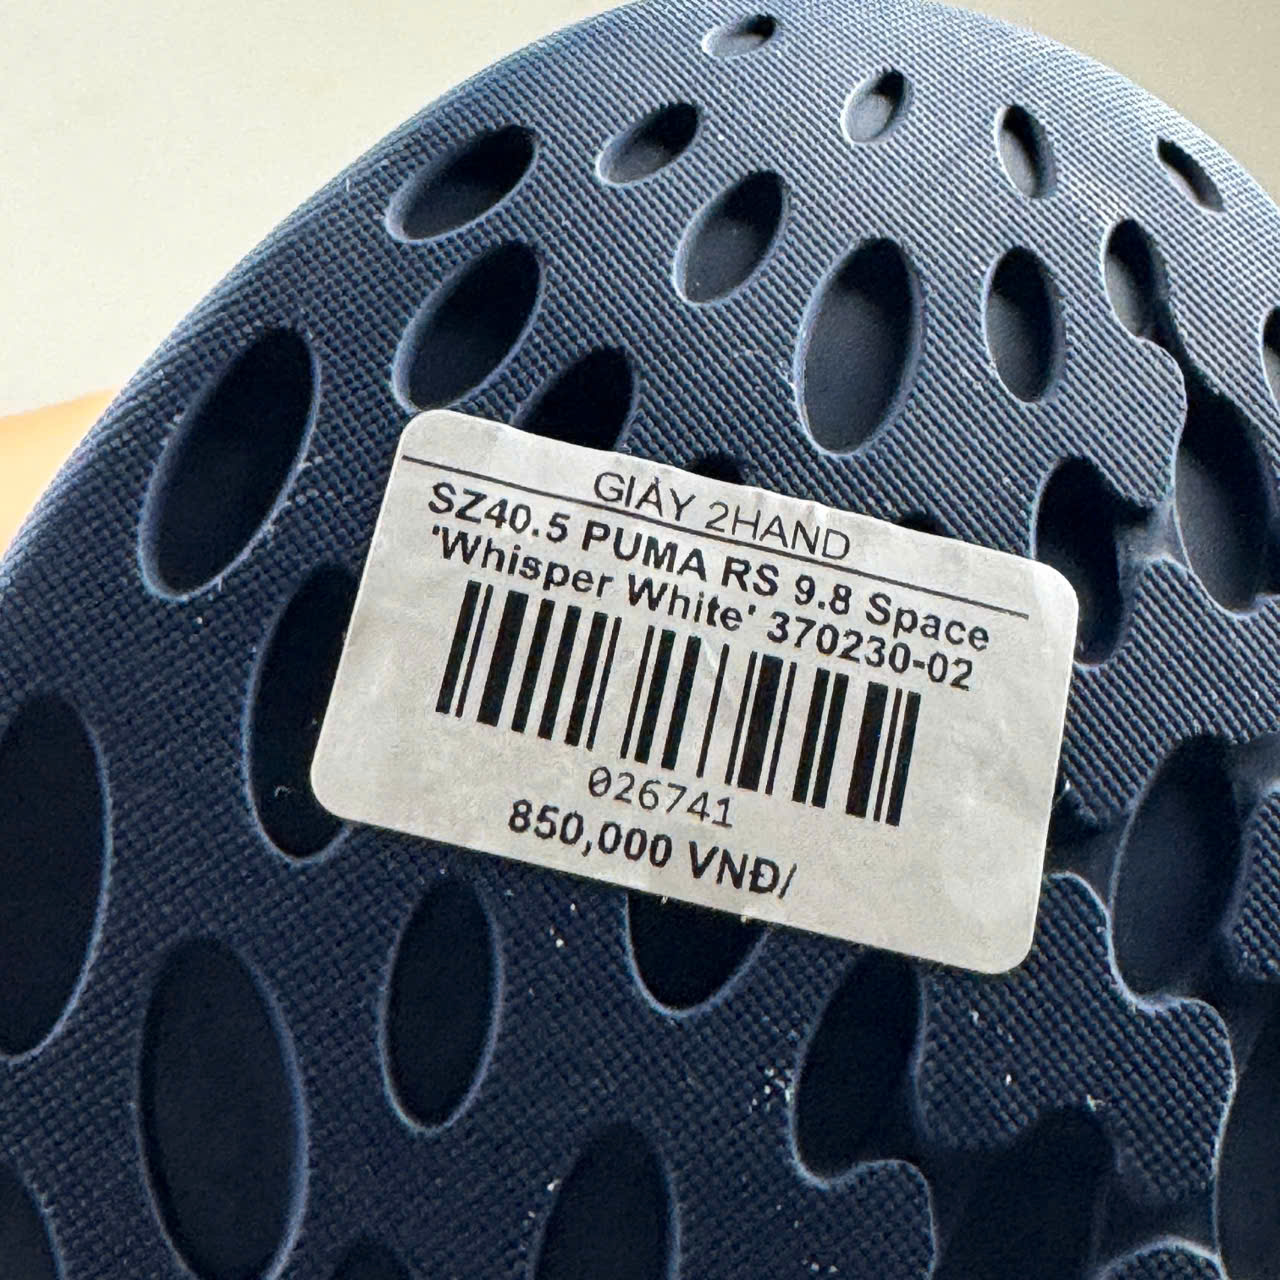 GIÀY 2HAND
SZ40.5 PUMA RS 9.8 Space
'Whisper White' 370230-02
026741
850,000 VNĐ/